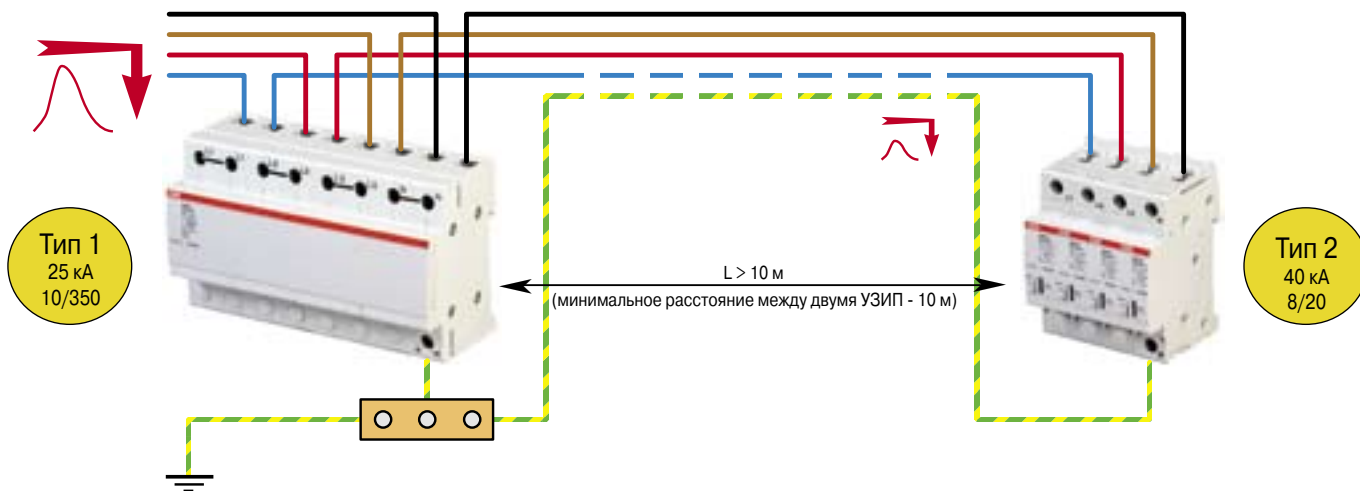 Тип 1
25 кА
10/350
L > 10 м
(минимальное расстояние между двумя УЗИП - 10 м)
Тип 2
40 кА
8/20